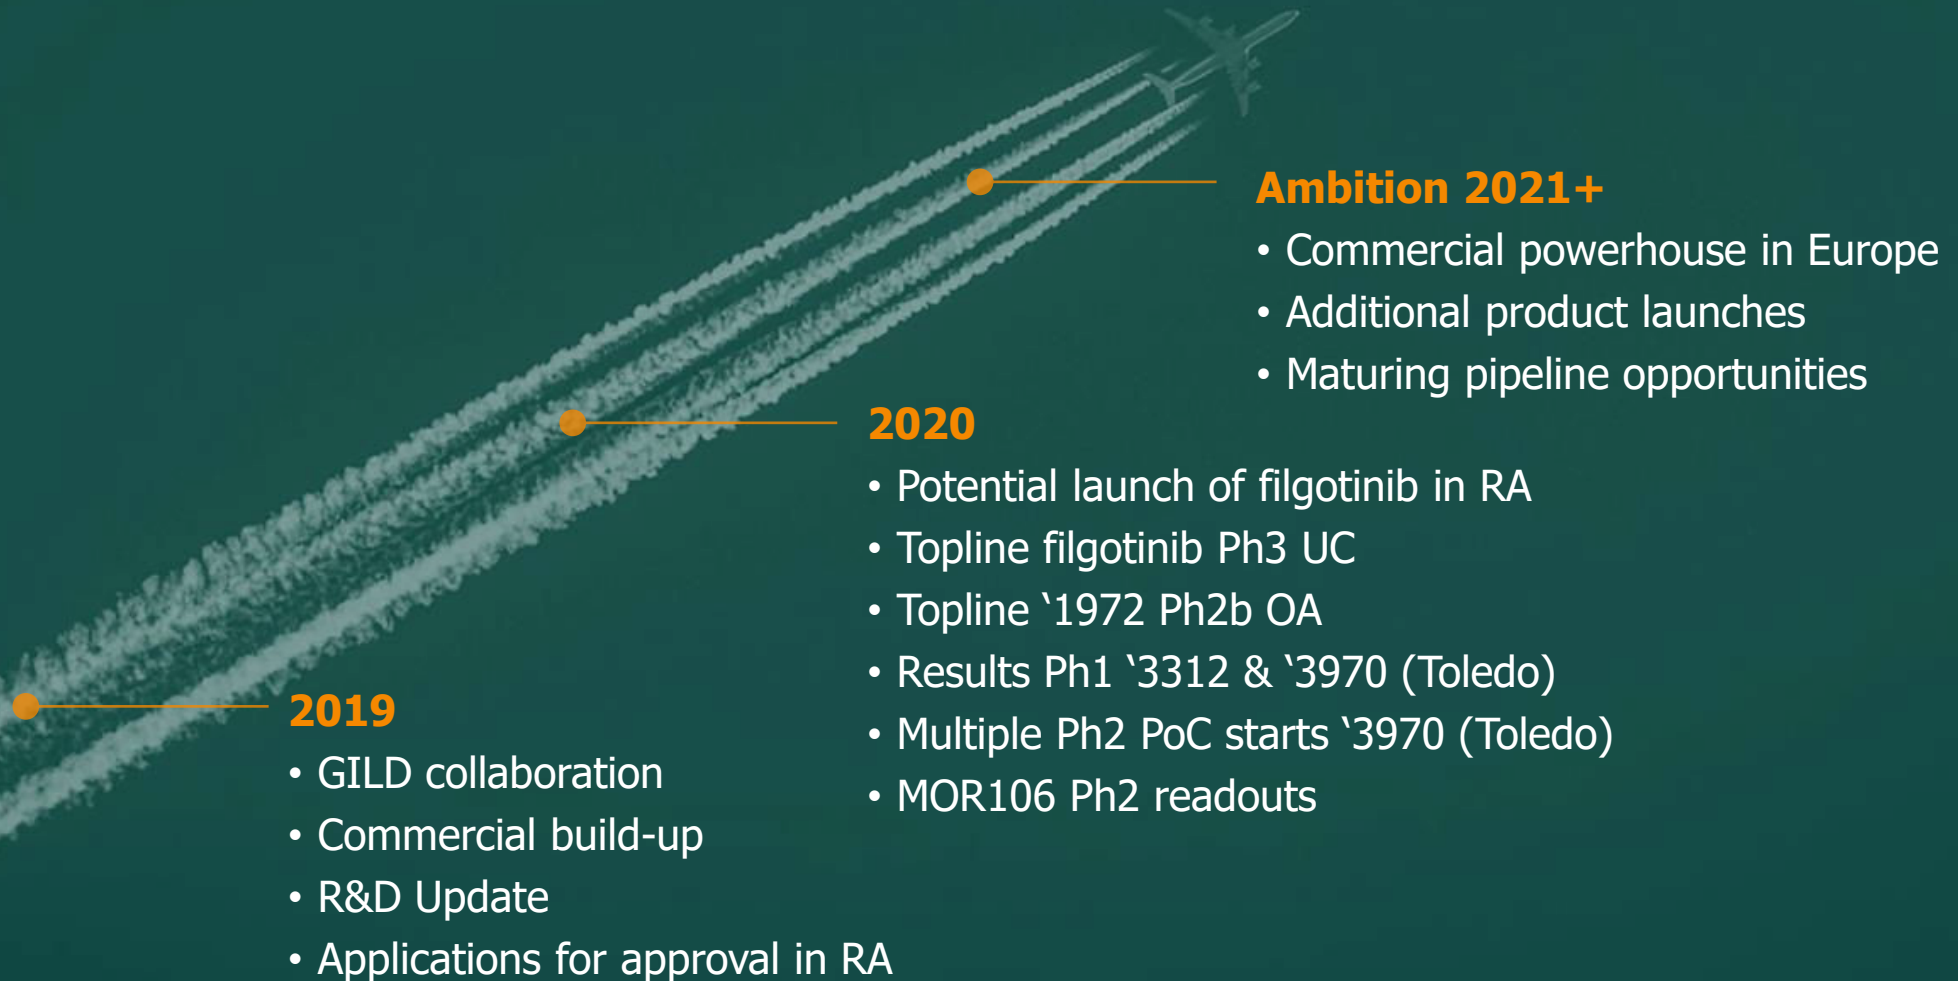 Ambition 2021+
• Commercial powerhouse in Europe
• Additional product launches
• Maturing pipeline opportunities
2020
• Potential launch of filgotinib in RA
• Topline filgotinib Ph3 UC
• Topline ‘1972 Ph2b OA
• Results Ph1 ‘3312 & ‘3970 (Toledo)
• Multiple Ph2 PoC starts ‘3970 (Toledo)
• MOR106 Ph2 readouts
2019
• GILD collaboration
• Commercial build-up
• R&D Update
• Applications for approval in RA